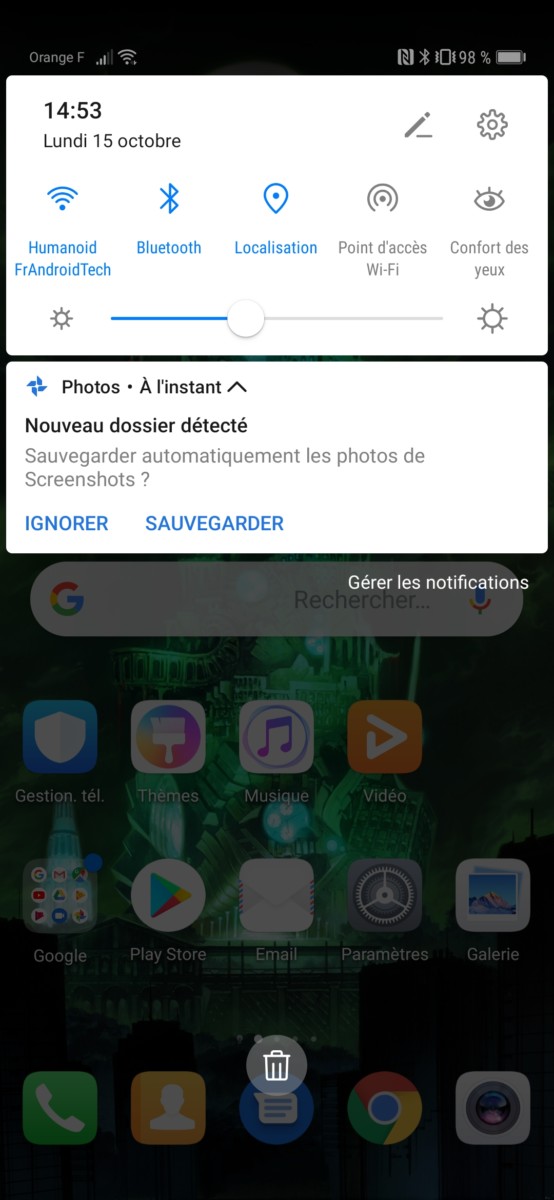 Orange F 98 %
14:53
Lundi 15 octobre
Humanoid Bluetooth Localisation Point d'accès Confort des
FrAndroidTech Wi-Fi yeux
Photos • À l'instant
Nouveau dossier détecté
Sauvegarder automatiquement les photos de
Screenshots ?
IGNORER SAUVEGARDER
Gérer les notifications
Rechercher...
Gestion. tél. Thèmes Musique Vidéo
Google Play Store Email Paramètres Galerie